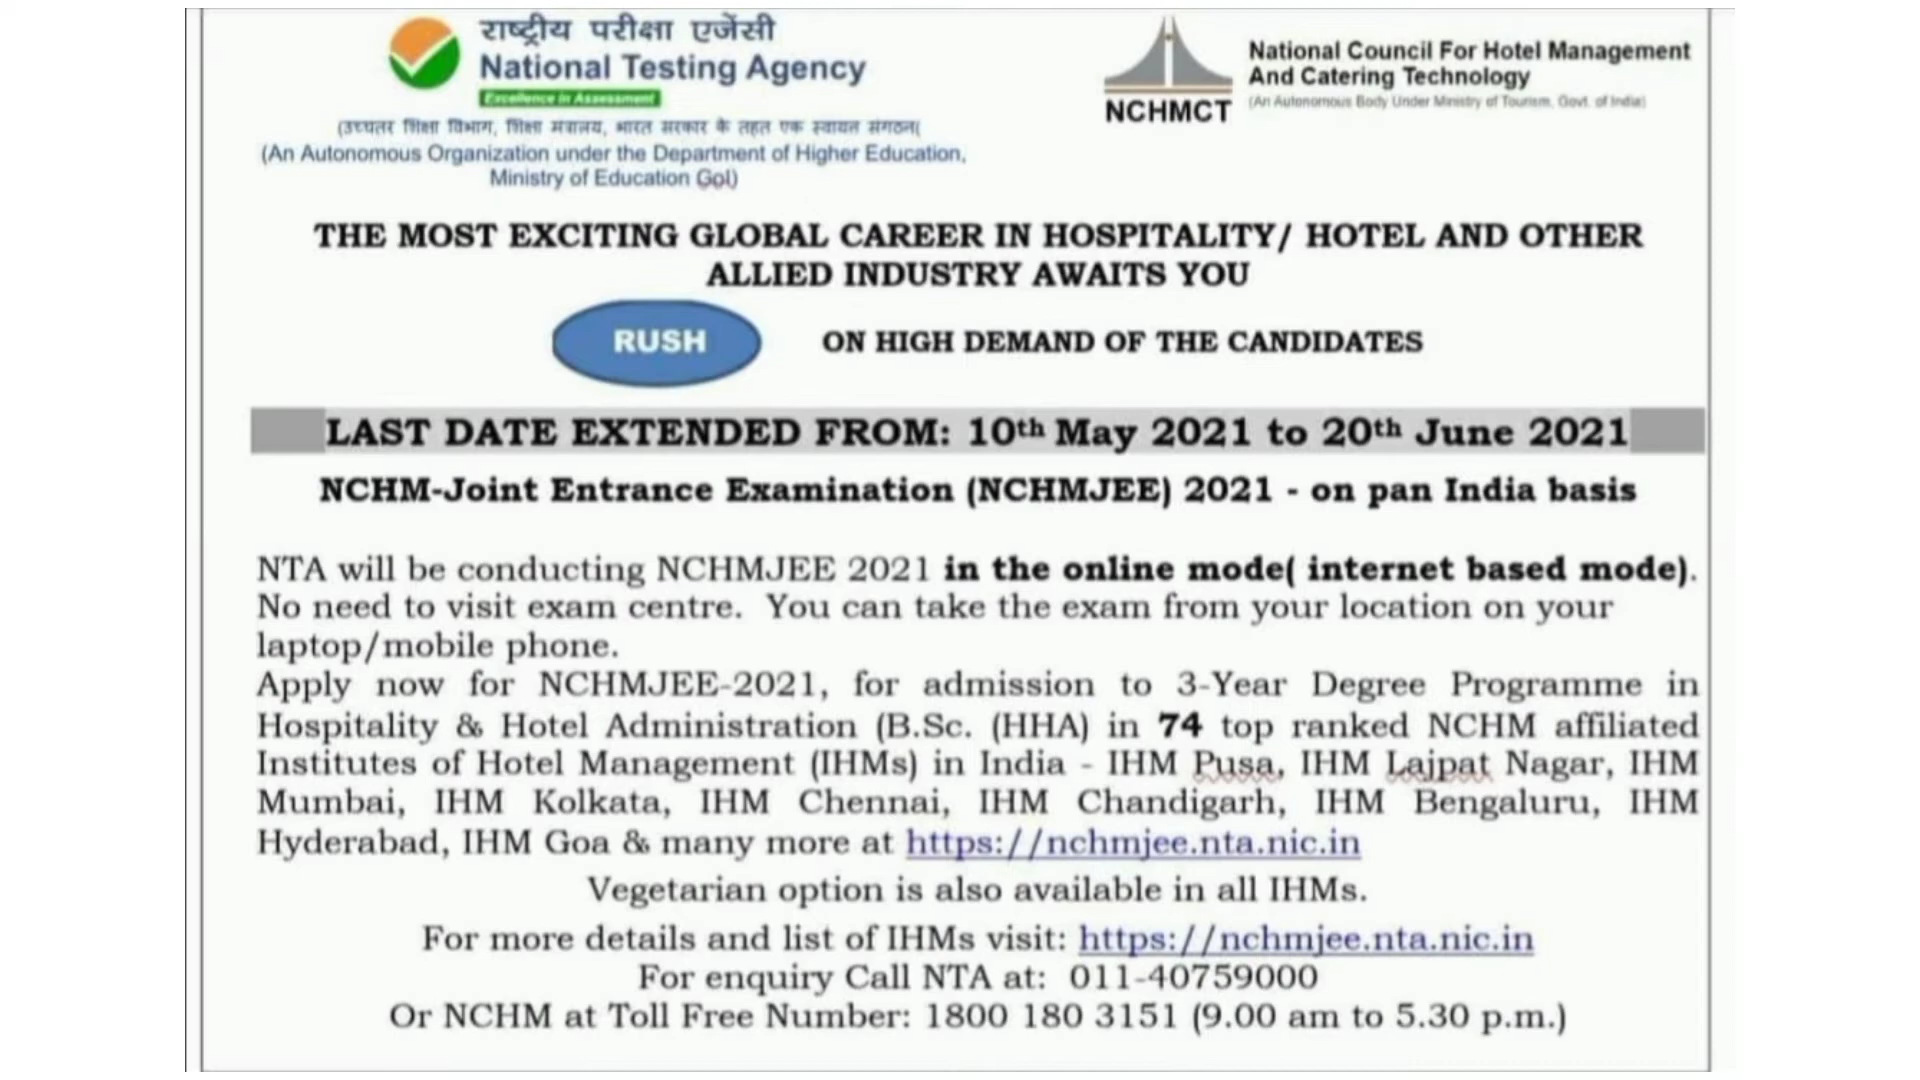 राष्ट्रीय परीक्षा एजेंसी
National Testing Agency
Excellence in Assessment
(उच्चतर शिक्षा विभाग, शिक्षा मंत्रालय, भारत सरकार के तहत एक स्वायत संगठन(
(An Autonomous Organization under the Department of Higher Education,
Ministry of Education GoI)
NCHMCT
National Council For Hotel Management
And Catering Technology
(An Autonomous Body Under Ministry of Tourism, Govt. of India)
THE MOST EXCITING GLOBAL CAREER IN HOSPITALITY/ HOTEL AND OTHER
ALLIED INDUSTRY AWAITS YOU
RUSH ON HIGH DEMAND OF THE CANDIDATES
LAST DATE EXTENDED FROM: 10th May 2021 to 20th June 2021
NCHM-Joint Entrance Examination (NCHMJEE) 2021 - on pan India basis
NTA will be conducting NCHMJEE 2021 in the online mode( internet based mode).
No need to visit exam centre. You can take the exam from your location on your
laptop/mobile phone.
Apply now for NCHMJEE-2021, for admission to 3-Year Degree Programme in
Hospitality & Hotel Administration (B.Sc. (HHA) in 74 top ranked NCHM affiliated
Institutes of Hotel Management (IHMs) in India - IHM Pusa, IHM Lajpat Nagar, IHM
Mumbai, IHM Kolkata, IHM Chennai, IHM Chandigarh, IHM Bengaluru, IHM
Hyderabad, IHM Goa & many more at https://nchmjee.nta.nic.in
Vegetarian option is also available in all IHMs.
For more details and list of IHMs visit: https://nchmjee.nta.nic.in
For enquiry Call NTA at: 011-40759000
Or NCHM at Toll Free Number: 1800 180 3151 (9.00 am to 5.30 p.m.)